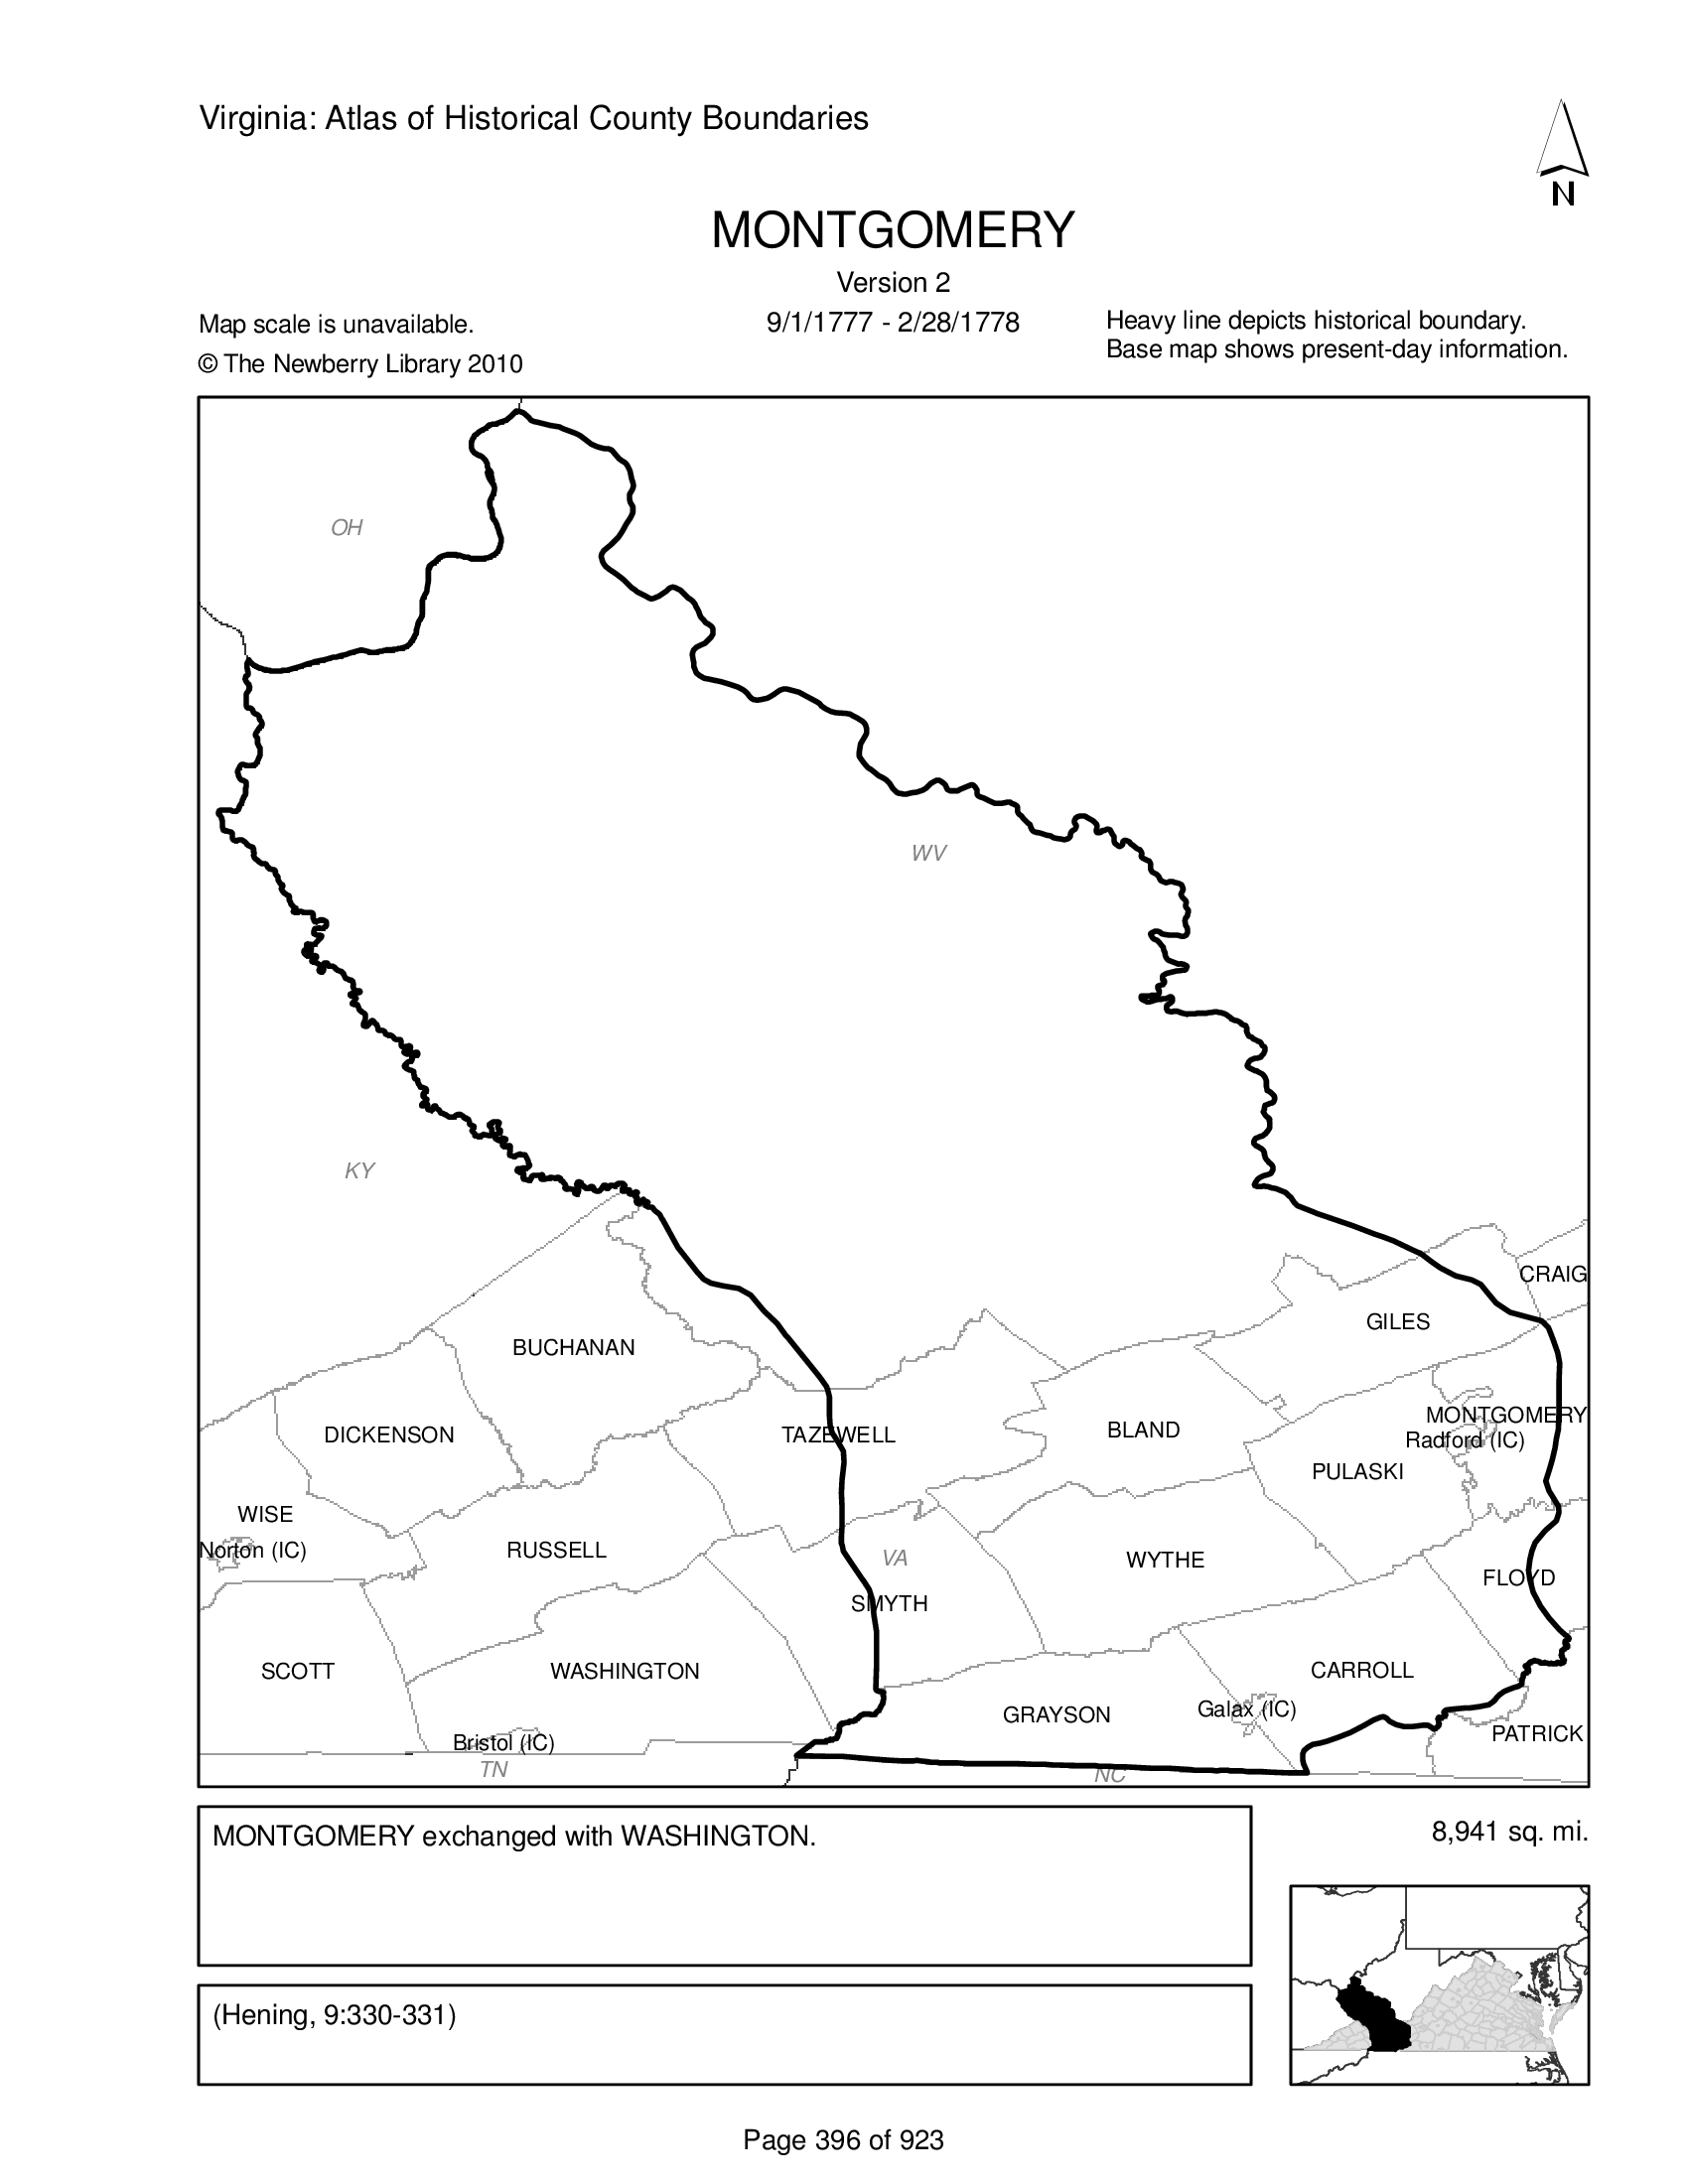 Virginia: Atlas of Historical County Boundaries
N
MONTGOMERY
Version 2
9/1/1777 - 2/28/1778
Map scale is unavailable.
© The Newberry Library 2010
Heavy line depicts historical boundary.
Base map shows present-day information.
OH
WV
KY
CRAIG
GILES
BUCHANAN
MONTGOMERY
DICKENSON
TAZEWELL
BLAND
Radford (IC)
PULASKI
WISE
Norton (IC)
RUSSELL
VA
WYTHE
FLOYD
SMYTH
SCOTT
WASHINGTON
CARROLL
GRAYSON
Galax (IC)
PATRICK
Bristol (IC)
TN
NC
MONTGOMERY exchanged with WASHINGTON.
8,941 sq. mi.
(Hening, 9:330-331)
Page 396 of 923